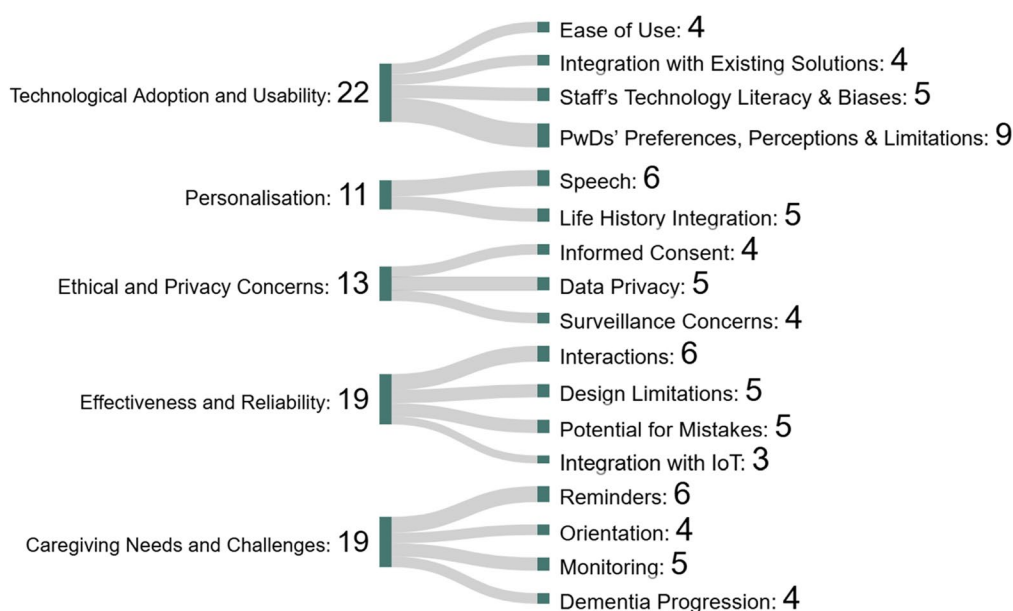 Technological Adoption and Usability: 22
Ease of Use: 4
Integration with Existing Solutions: 4
Staff's Technology Literacy & Biases: 5
PwDs' Preferences, Perceptions & Limitations: 9
Personalisation: 11
Speech: 6
Life History Integration: 5
Ethical and Privacy Concerns: 13
Informed Consent: 4
Data Privacy: 5
Surveillance Concerns: 4
Effectiveness and Reliability: 19
Interactions: 6
Design Limitations: 5
Potential for Mistakes: 5
Integration with IoT: 3
Caregiving Needs and Challenges: 19
Reminders: 6
Orientation: 4
Monitoring: 5
Dementia Progression: 4